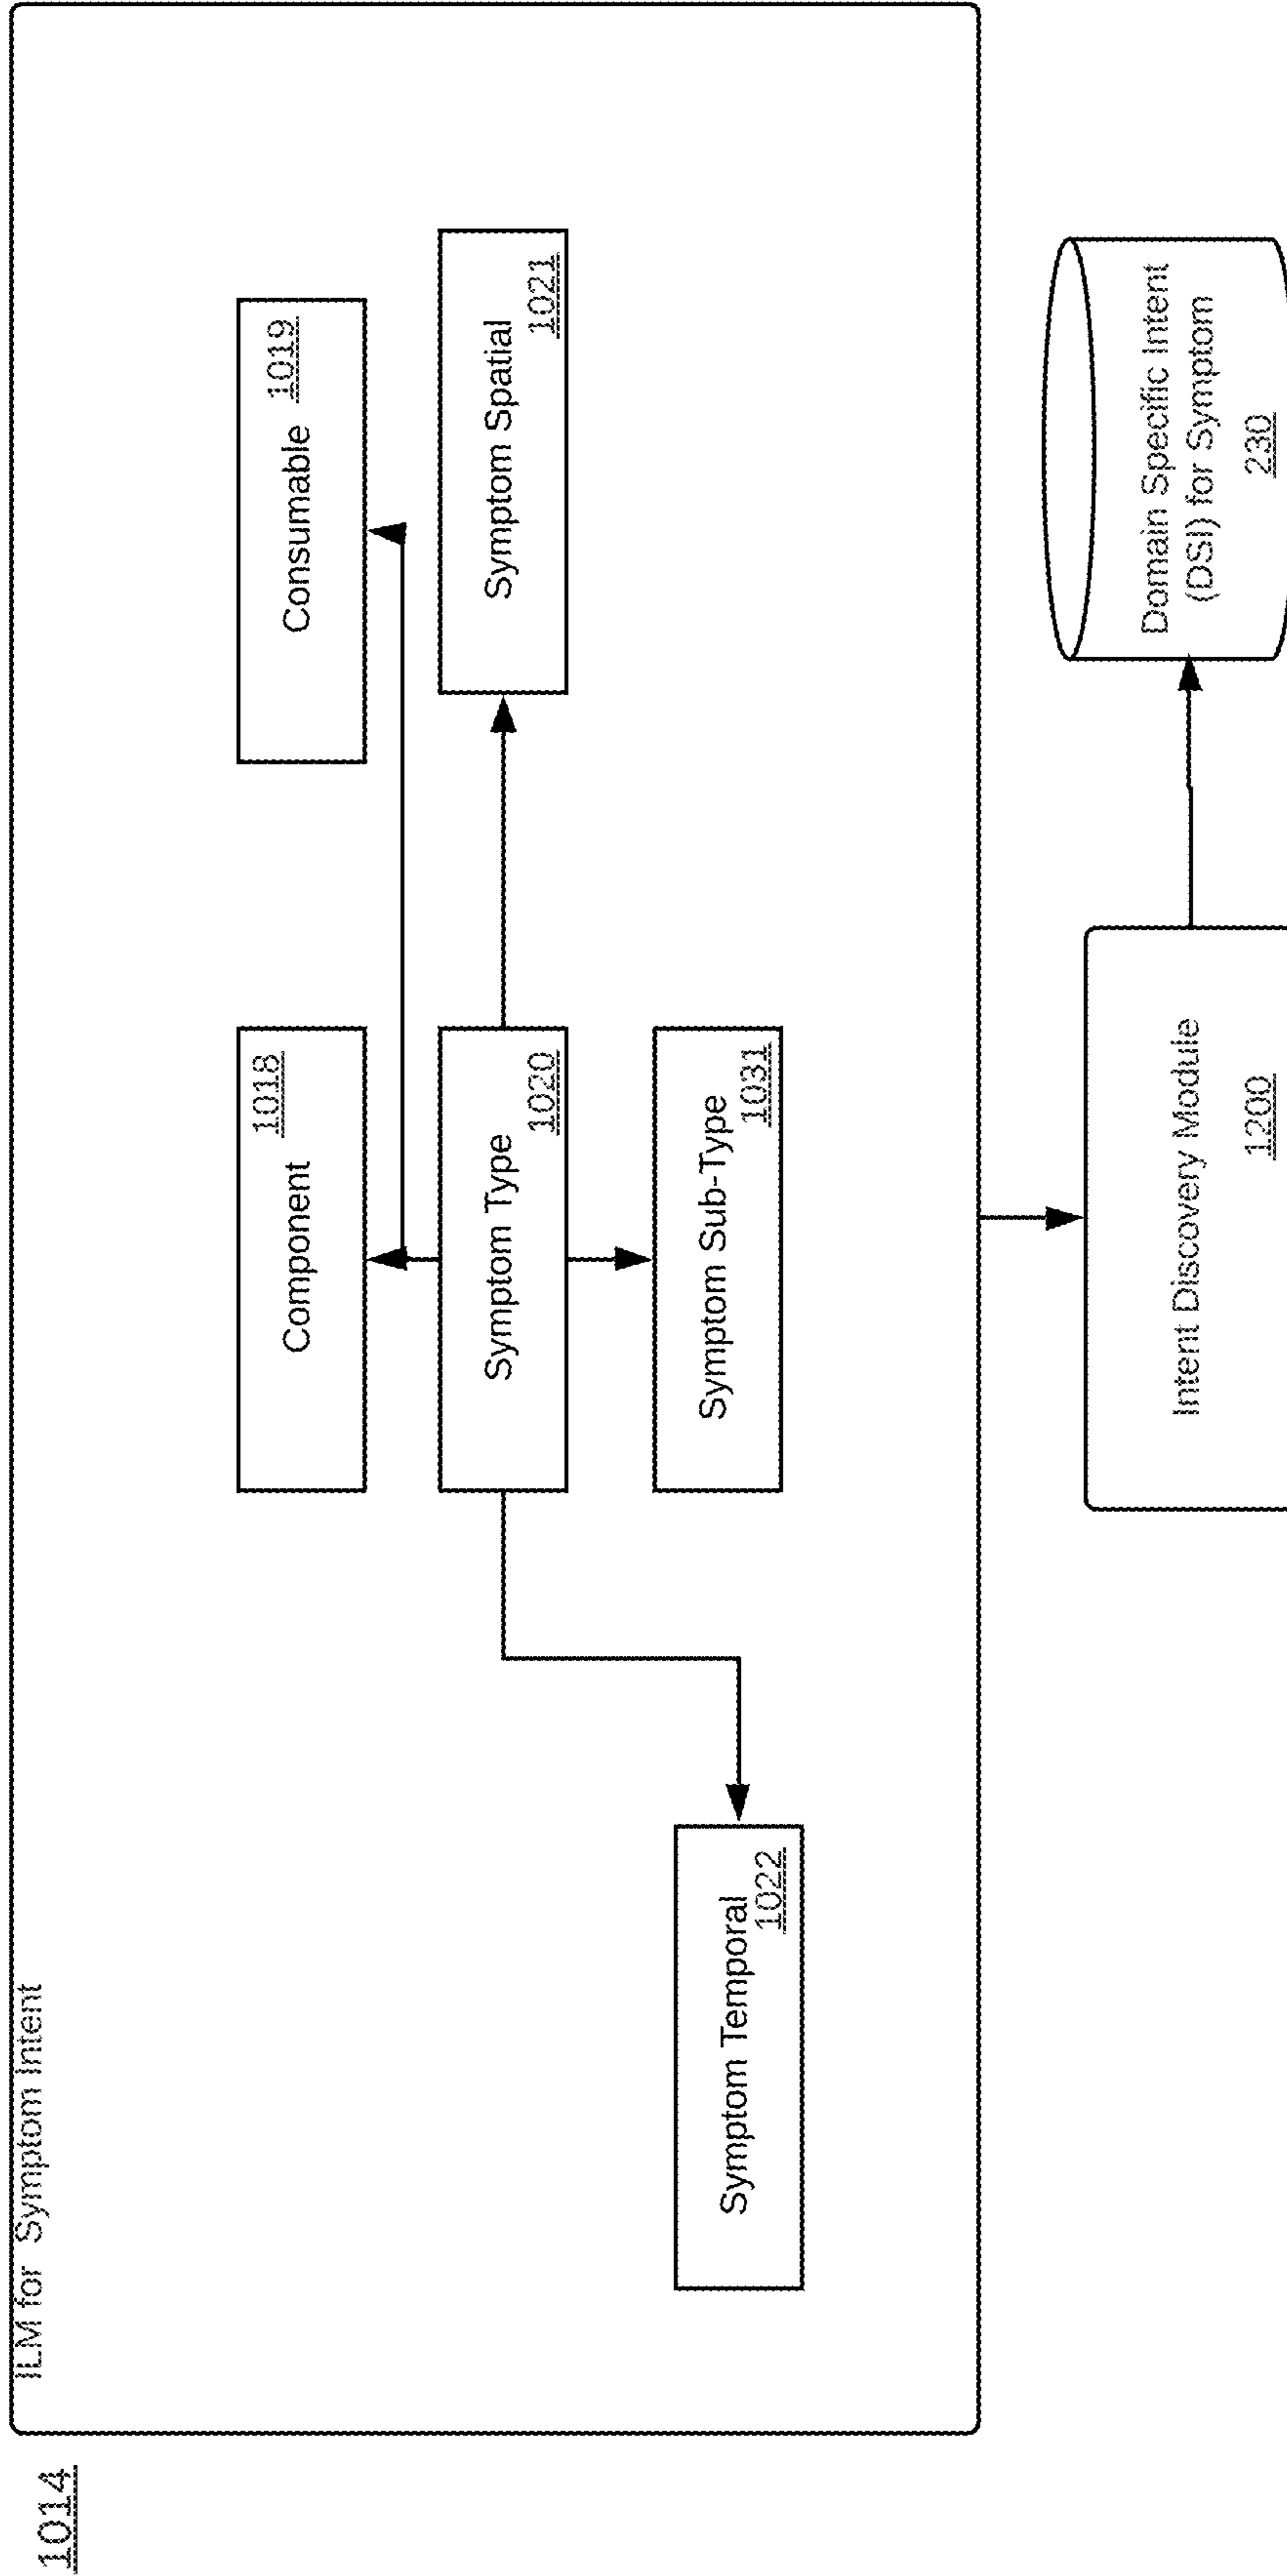 1014
ILM for Symptom Intent
Component
1018
Consumable
1019
Symptom Type
1020
Symptom Spatial
1021
Symptom Sub-Type
1031
Symptom Temporal
1022
Intent Discovery Module
1200
Domain Specific Intent
(DSI) for Symptom
230